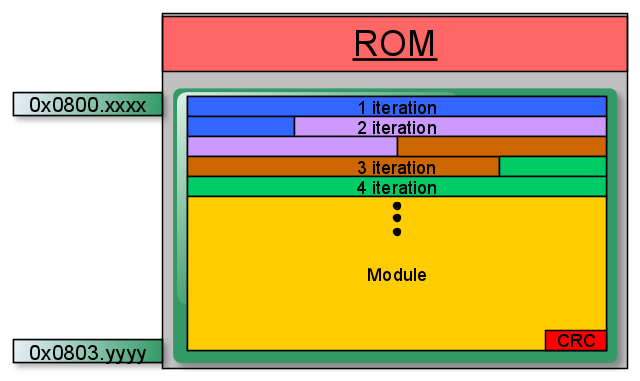 ROM
0x0800.xxxx
1 iteration
2 iteration
3 iteration
4 iteration
Module
CRC
0x0803.yyyy